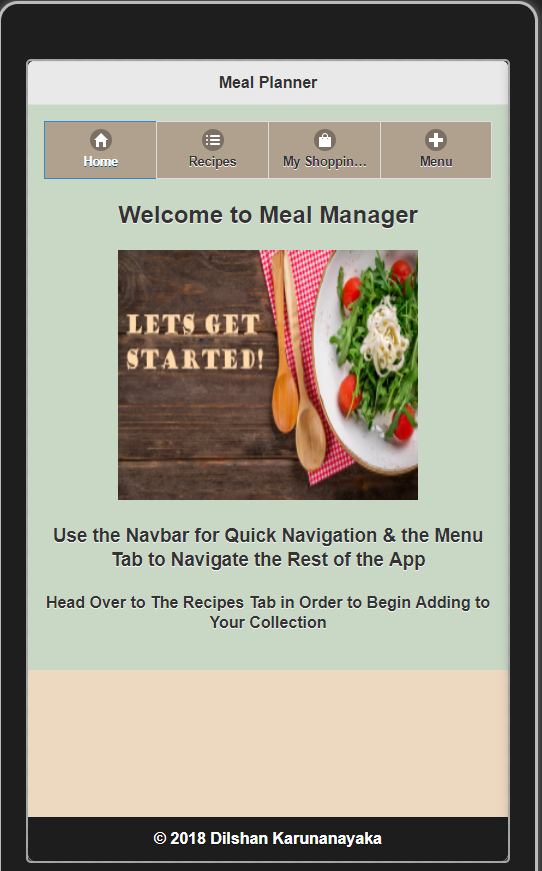 Meal Planner
Home
Recipes
My Shoppin...
Menu
Welcome to Meal Manager
LETS GET
STARTED!
Use the Navbar for Quick Navigation & the Menu
Tab to Navigate the Rest of the App
Head Over to The Recipes Tab in Order to Begin Adding to
Your Collection
© 2018 Dilshan Karunanayaka